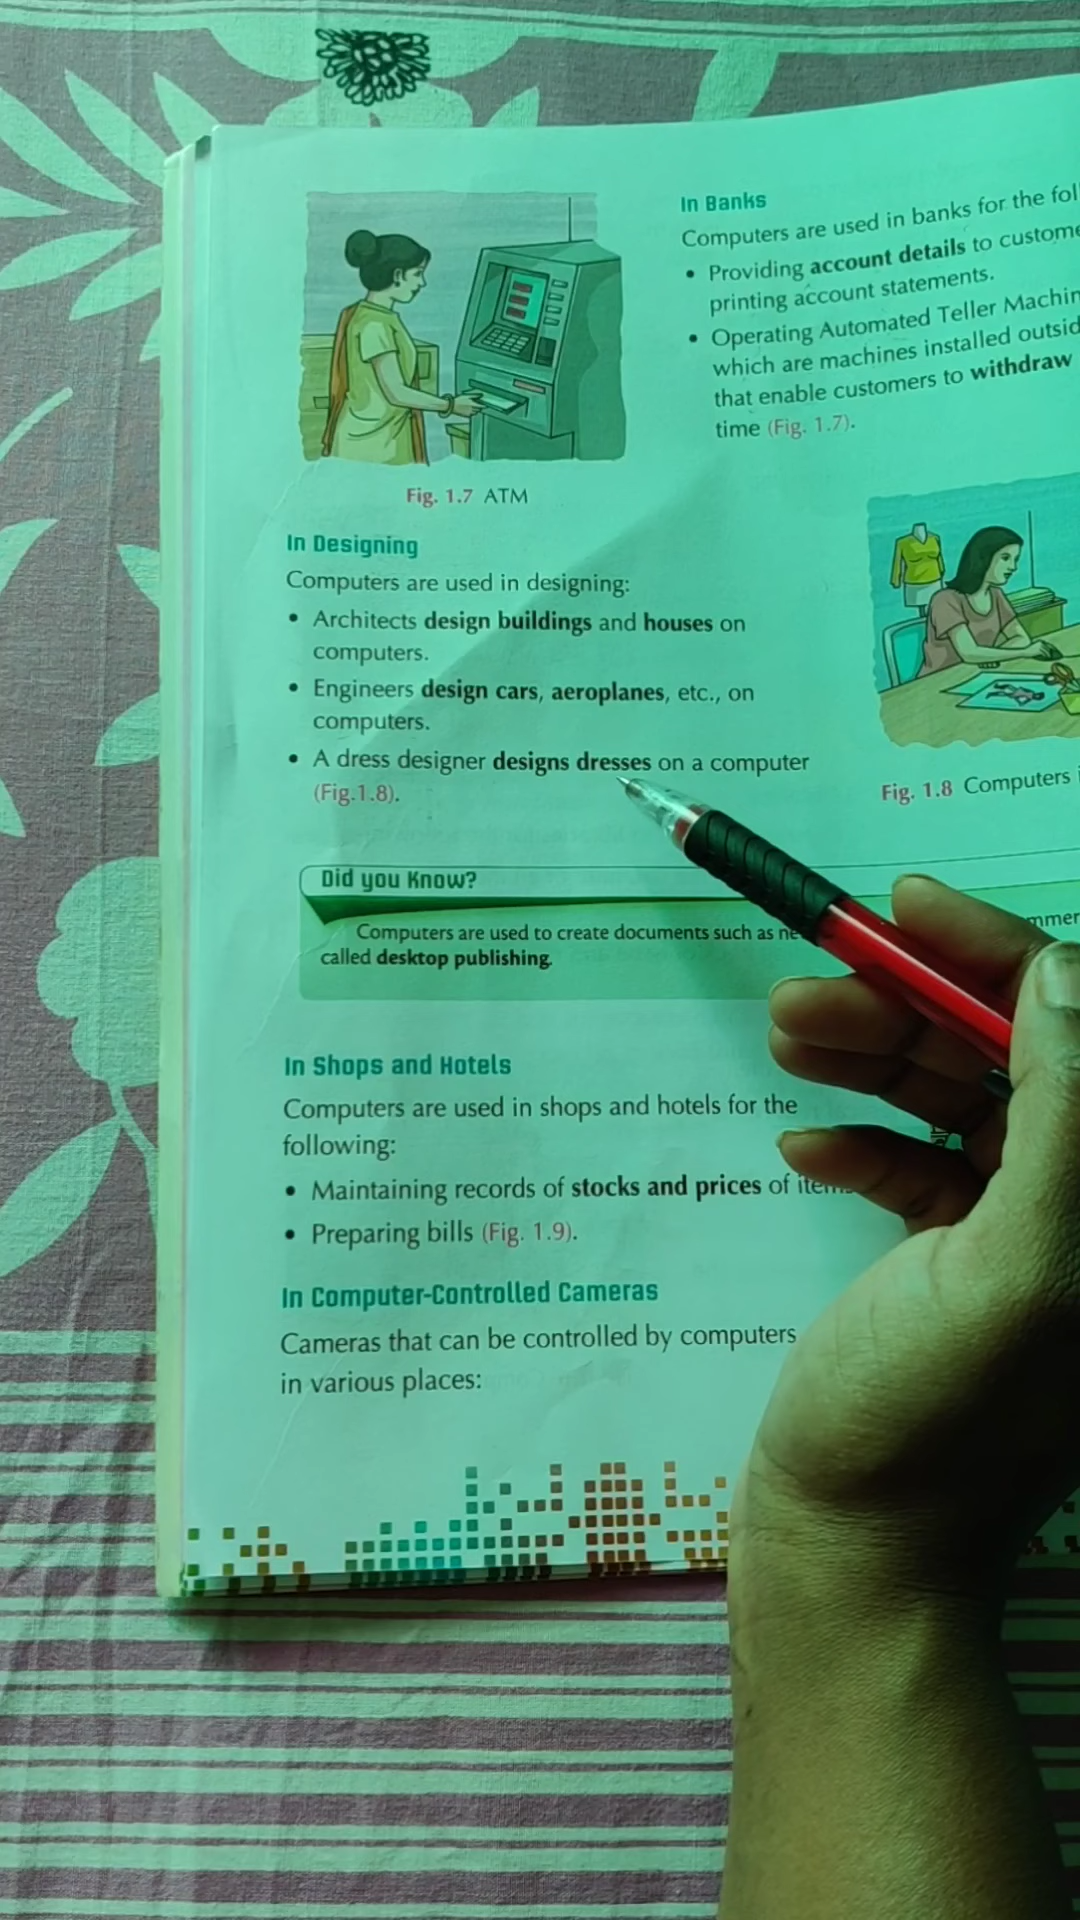 In Banks
Computers are used in banks for the
Providing account details to
printing account statements.
Operating Automated Teller
which are machines installed
that enable customers to withdraw
time (Fig. 1.7).
Fig. 1.7 ATM
In Designing
Computers are used in designing:
• Architects design buildings and houses on
computers.
• Engineers design cars, aeroplanes, etc., on
computers.
• A dress designer designs dresses on a computer
(Fig.1.8).
Fig. 1.8 Computers
Did you Know?
Computers are used to create documents such as
called desktop publishing.
In Shops and Hotels
Computers are used in shops and hotels for the
following:
• Maintaining records of stocks and prices of
• Preparing bills (Fig. 1.9).
In Computer-Controlled Cameras
Cameras that can be controlled by computers
in various places: